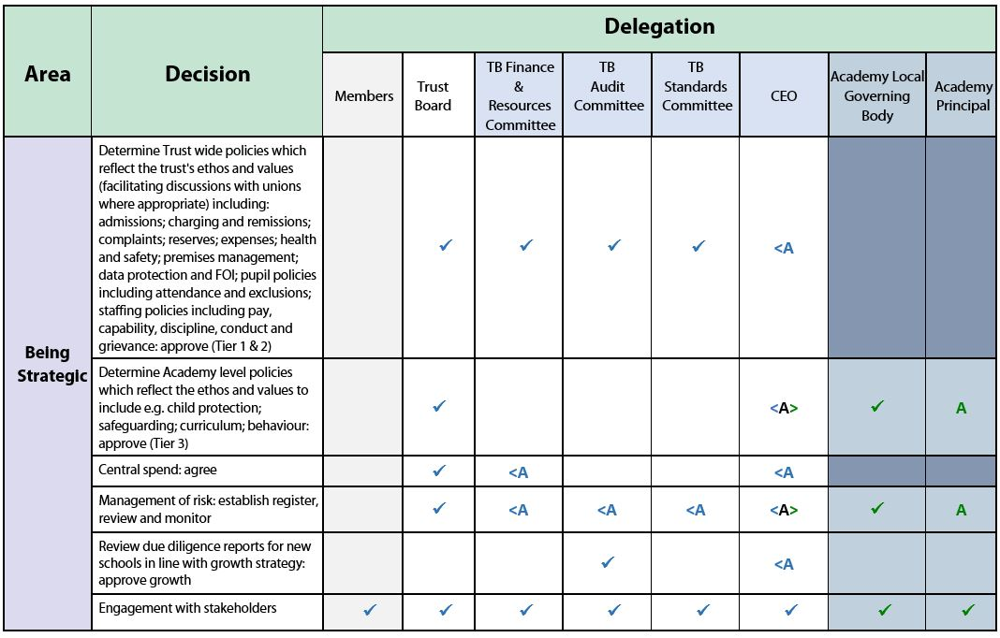 Area
Decision
Delegation
Members
Trust
Board
TB Finance
&
Resources
Committee
TB
Audit
Committee
TB
Standards
Committee
CEO
Academy Local
Governing
Body
Academy
Principal
Being
Strategic
Determine Trust wide policies which
reflect the trust's ethos and values
(facilitating discussions with unions
where appropriate) including:
admissions; charging and remissions;
complaints; reserves; expenses; health
and safety; premises management;
data protection and FOI; pupil policies
including attendance and exclusions;
staffing policies including pay,
capability, discipline, conduct and
grievance: approve (Tier 1 & 2)
✓ ✓ ✓ ✓ <A
Determine Academy level policies
which reflect the ethos and values to
include e.g. child protection;
safeguarding; curriculum; behaviour:
approve (Tier 3)
✓ <A> ✓ A
Central spend: agree
✓ <A <A
Management of risk: establish register,
review and monitor
✓ <A <A <A <A> ✓ A
Review due diligence reports for new
schools in line with growth strategy:
approve growth
✓ <A
Engagement with stakeholders
✓ ✓ ✓ ✓ ✓ ✓ ✓ ✓